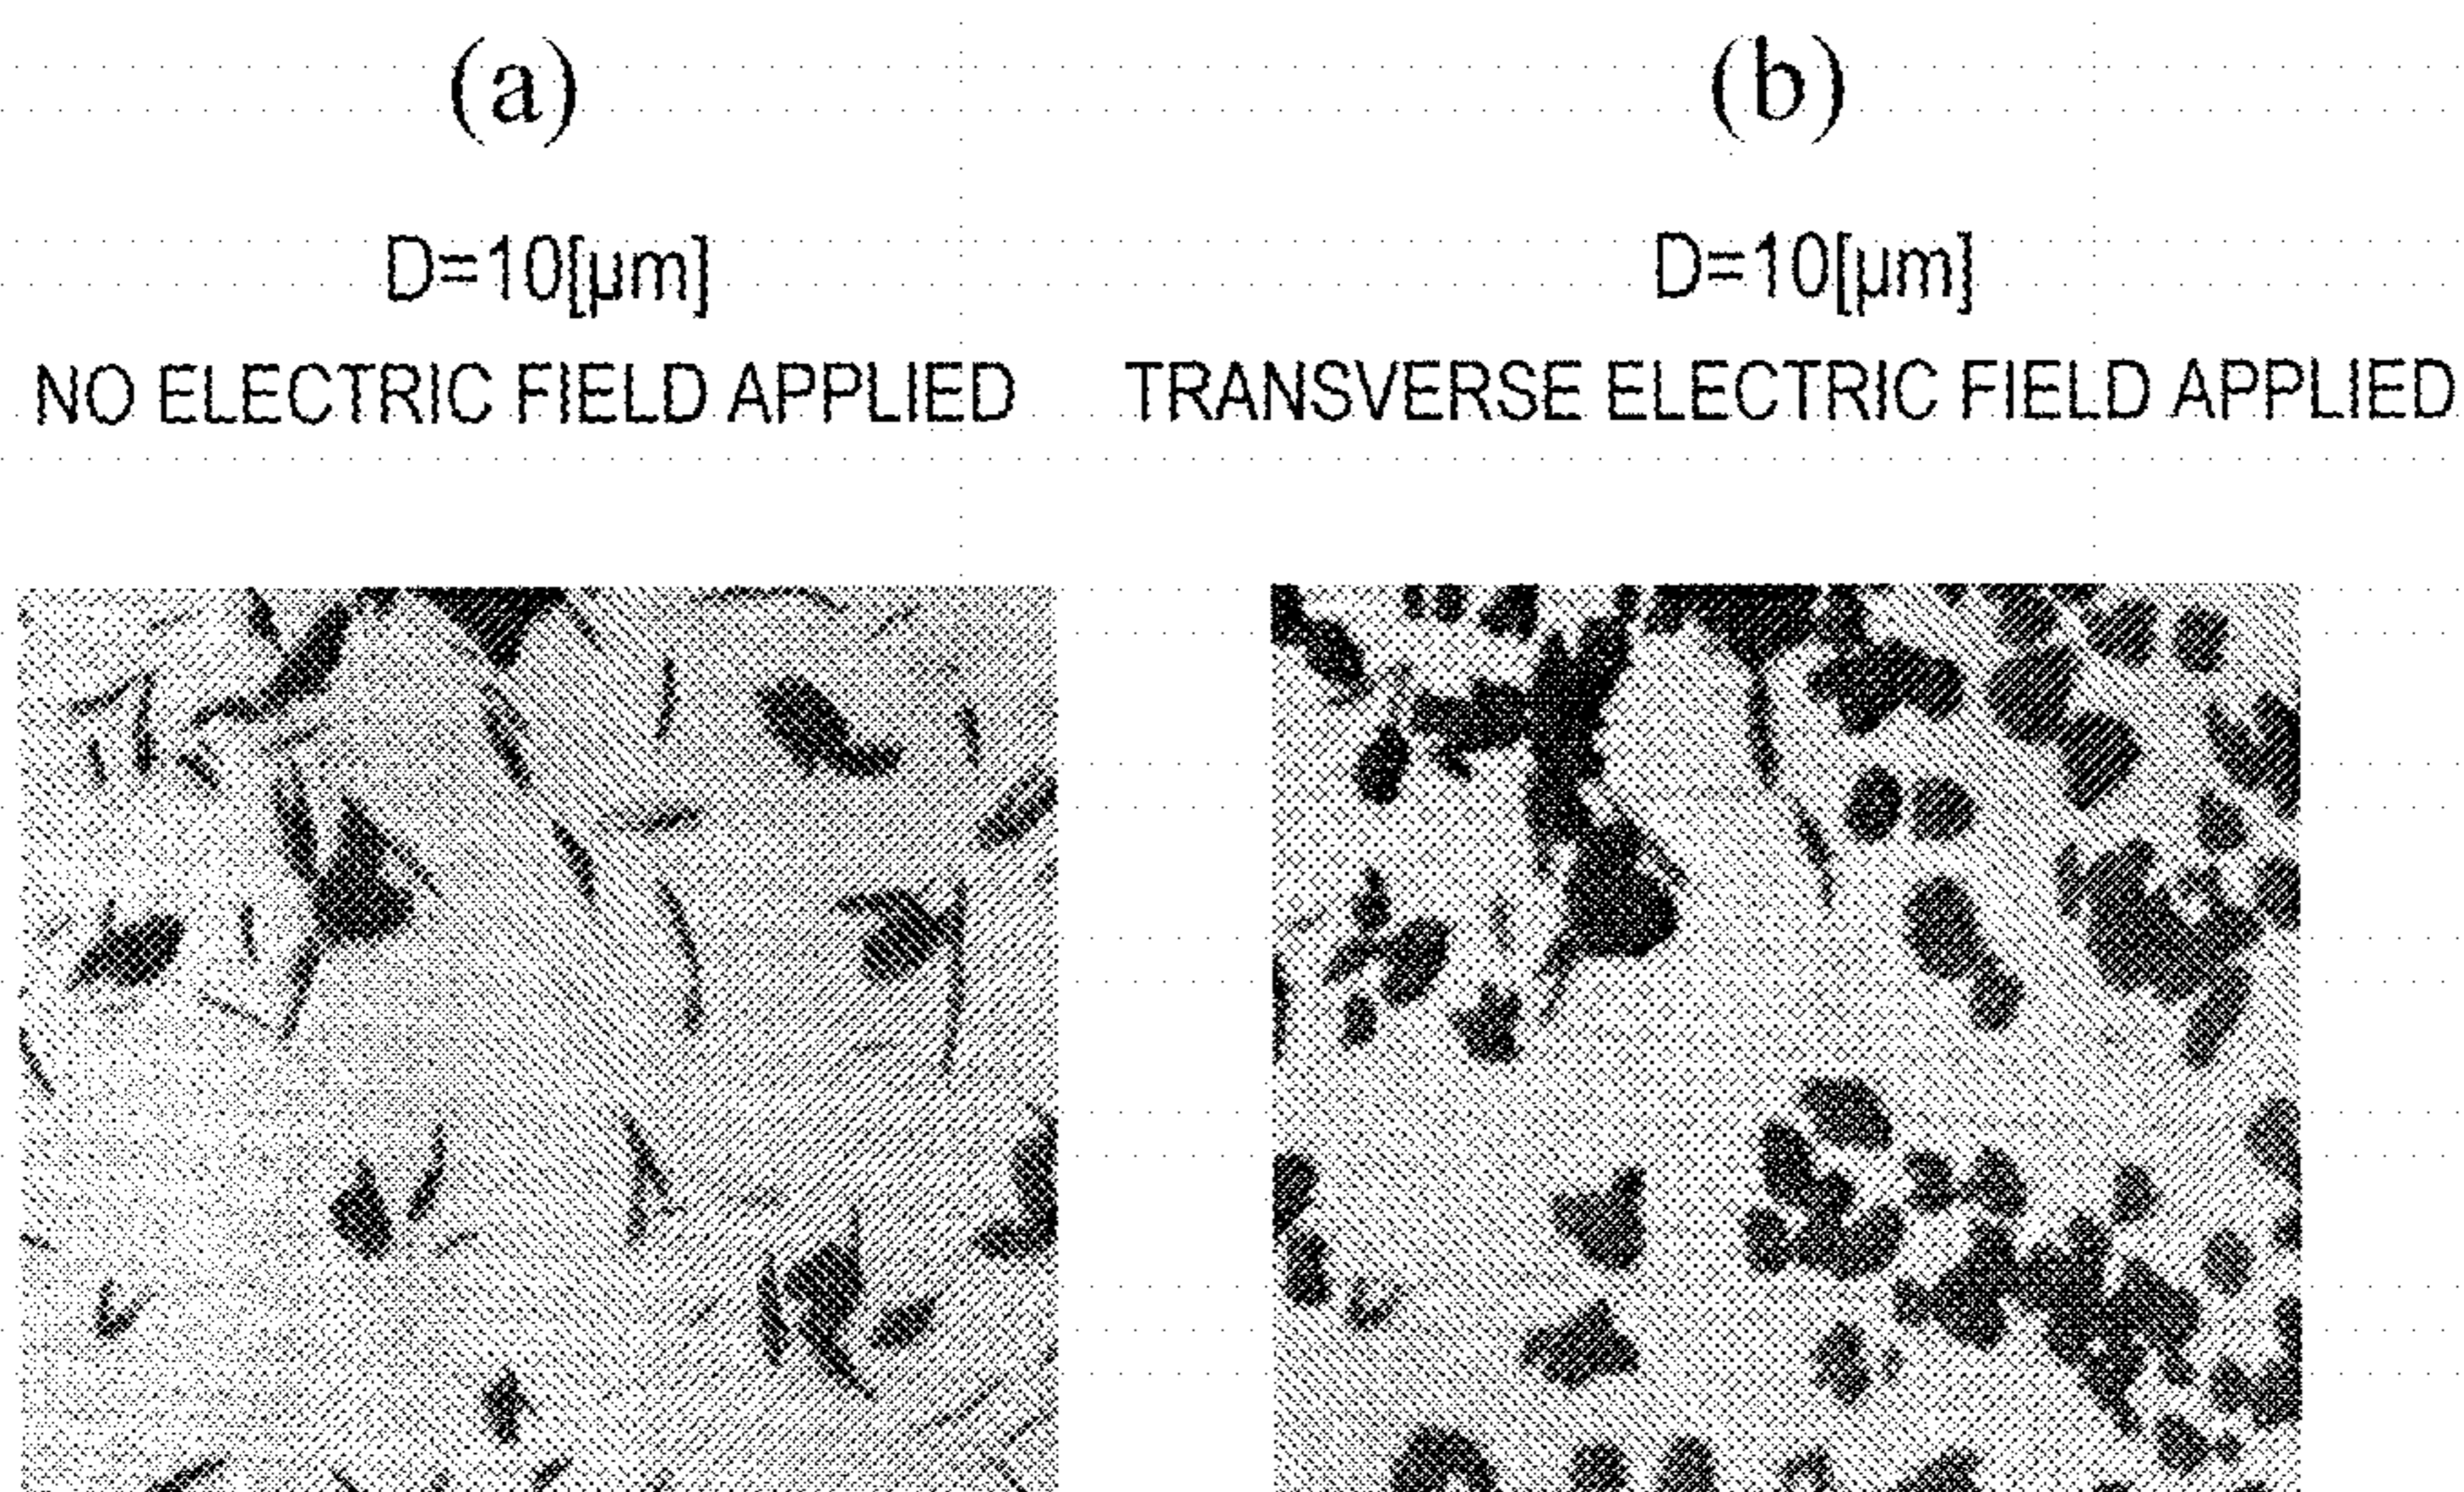 (a)
D=10[μm]
NO ELECTRIC FIELD APPLIED
(b)
D=10[μm]
TRANSVERSE ELECTRIC FIELD APPLIED